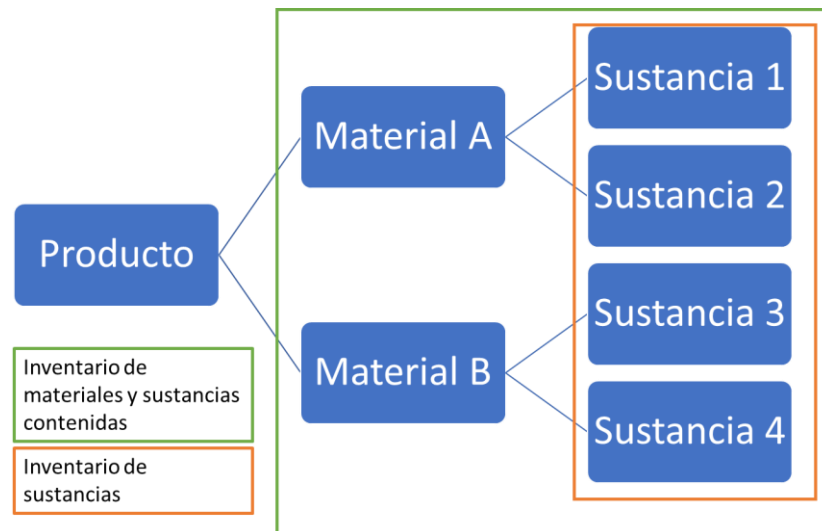 Producto
Material A
Material B
Sustancia 1
Sustancia 2
Sustancia 3
Sustancia 4
Inventario de
materiales y sustancias
contenidas
Inventario de
sustancias